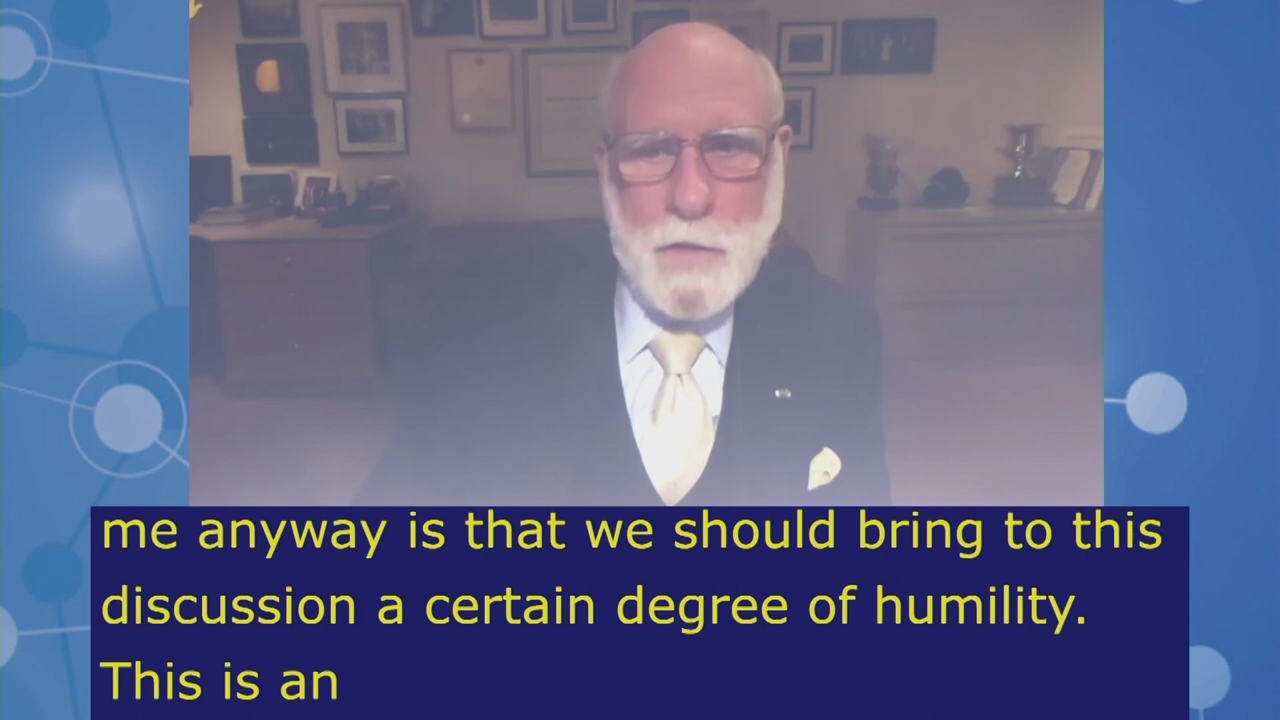 me anyway is that we should bring to this
discussion a certain degree of humility.
This is an